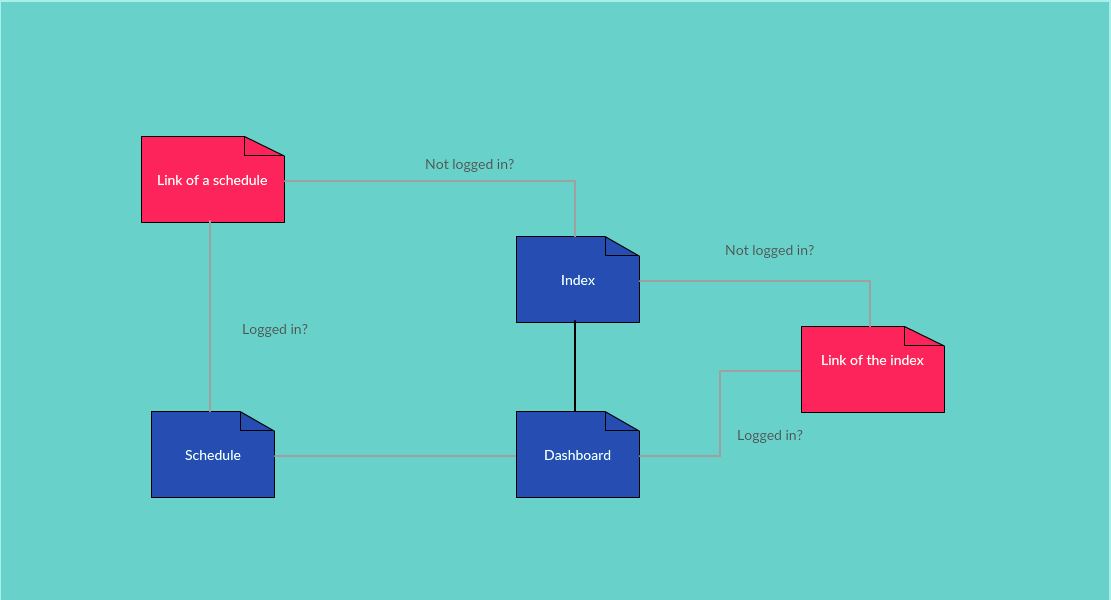 Not logged in?
Link of a schedule
Not logged in?
Index
Logged in?
Link of the index
Logged in?
Schedule
Dashboard